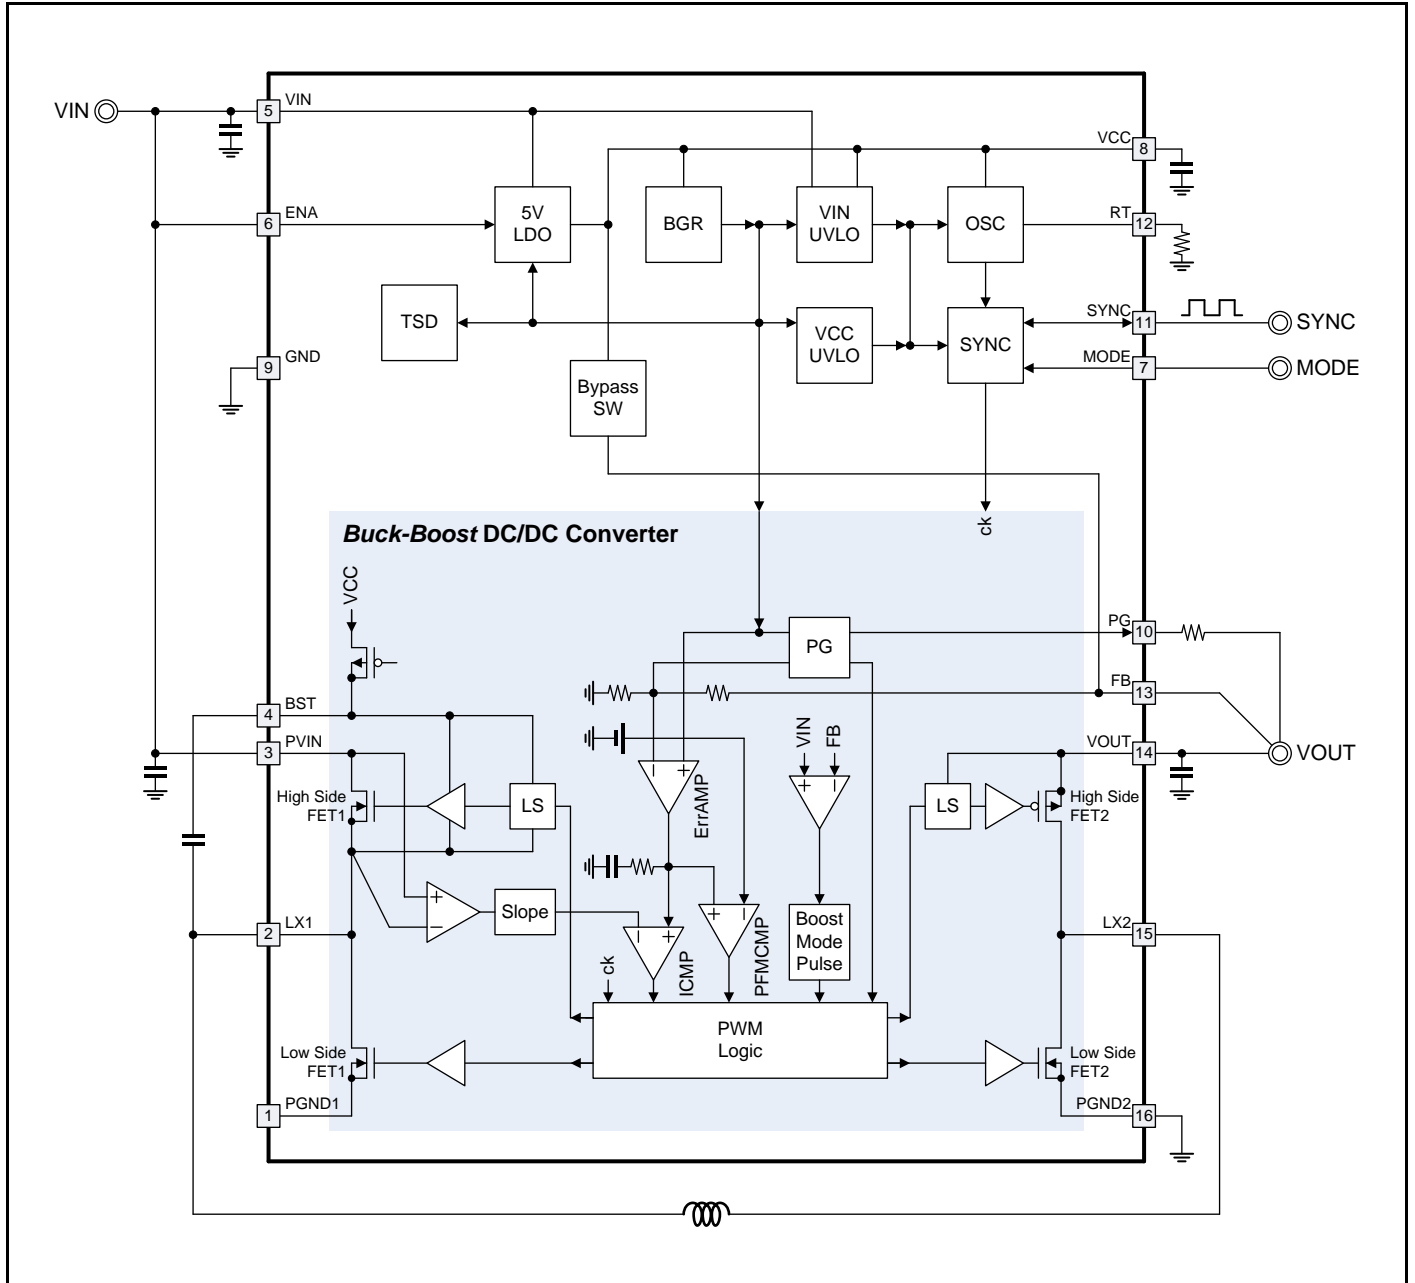 VIN
5
VIN
VCC
8
6
ENA
5V
LDO
BGR
VIN
UVLO
OSC
RT
12
TSD
VCC
UVLO
SYNC
SYNC
11
SYNC
MODE
7
MODE
9
GND
Bypass
SW
ck
Buck-Boost DC/DC Converter
VCC
PG
PG
10
FB
13
4
BST
3
PVIN
VIN
FB
VOUT
14
VOUT
High Side
FET1
LS
ErrAMP
LS
High Side
FET2
Slope
Boost
Mode
Pulse
2
LX1
LX2
15
ck
ICMP
PFMCMP
PWM
Logic
Low Side
FET1
Low Side
FET2
1
PGND1
PGND2
16